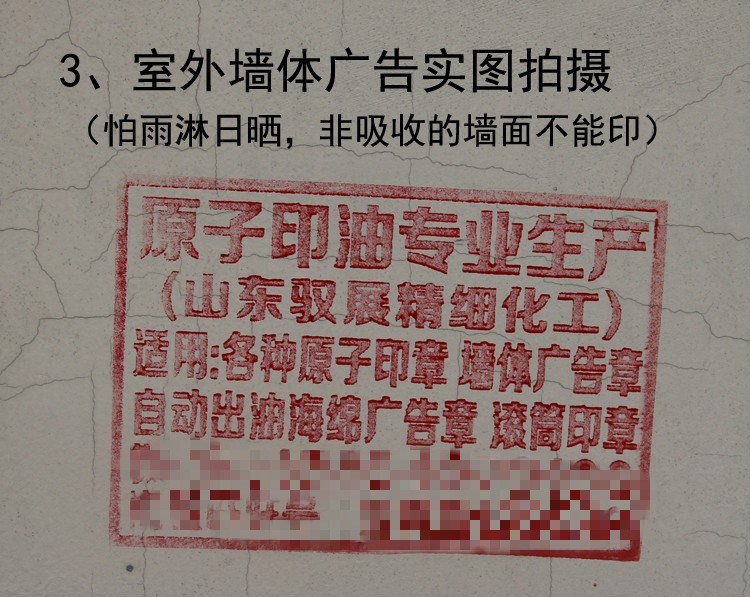 3、室外墙体广告实图拍摄
（怕雨淋日晒，非吸收的墙面不能印）
原子印油专业生产
(山东驭展精细化工)
适用:各种原子印章 墙体广告章
自动出油海绵广告章 滚筒印章